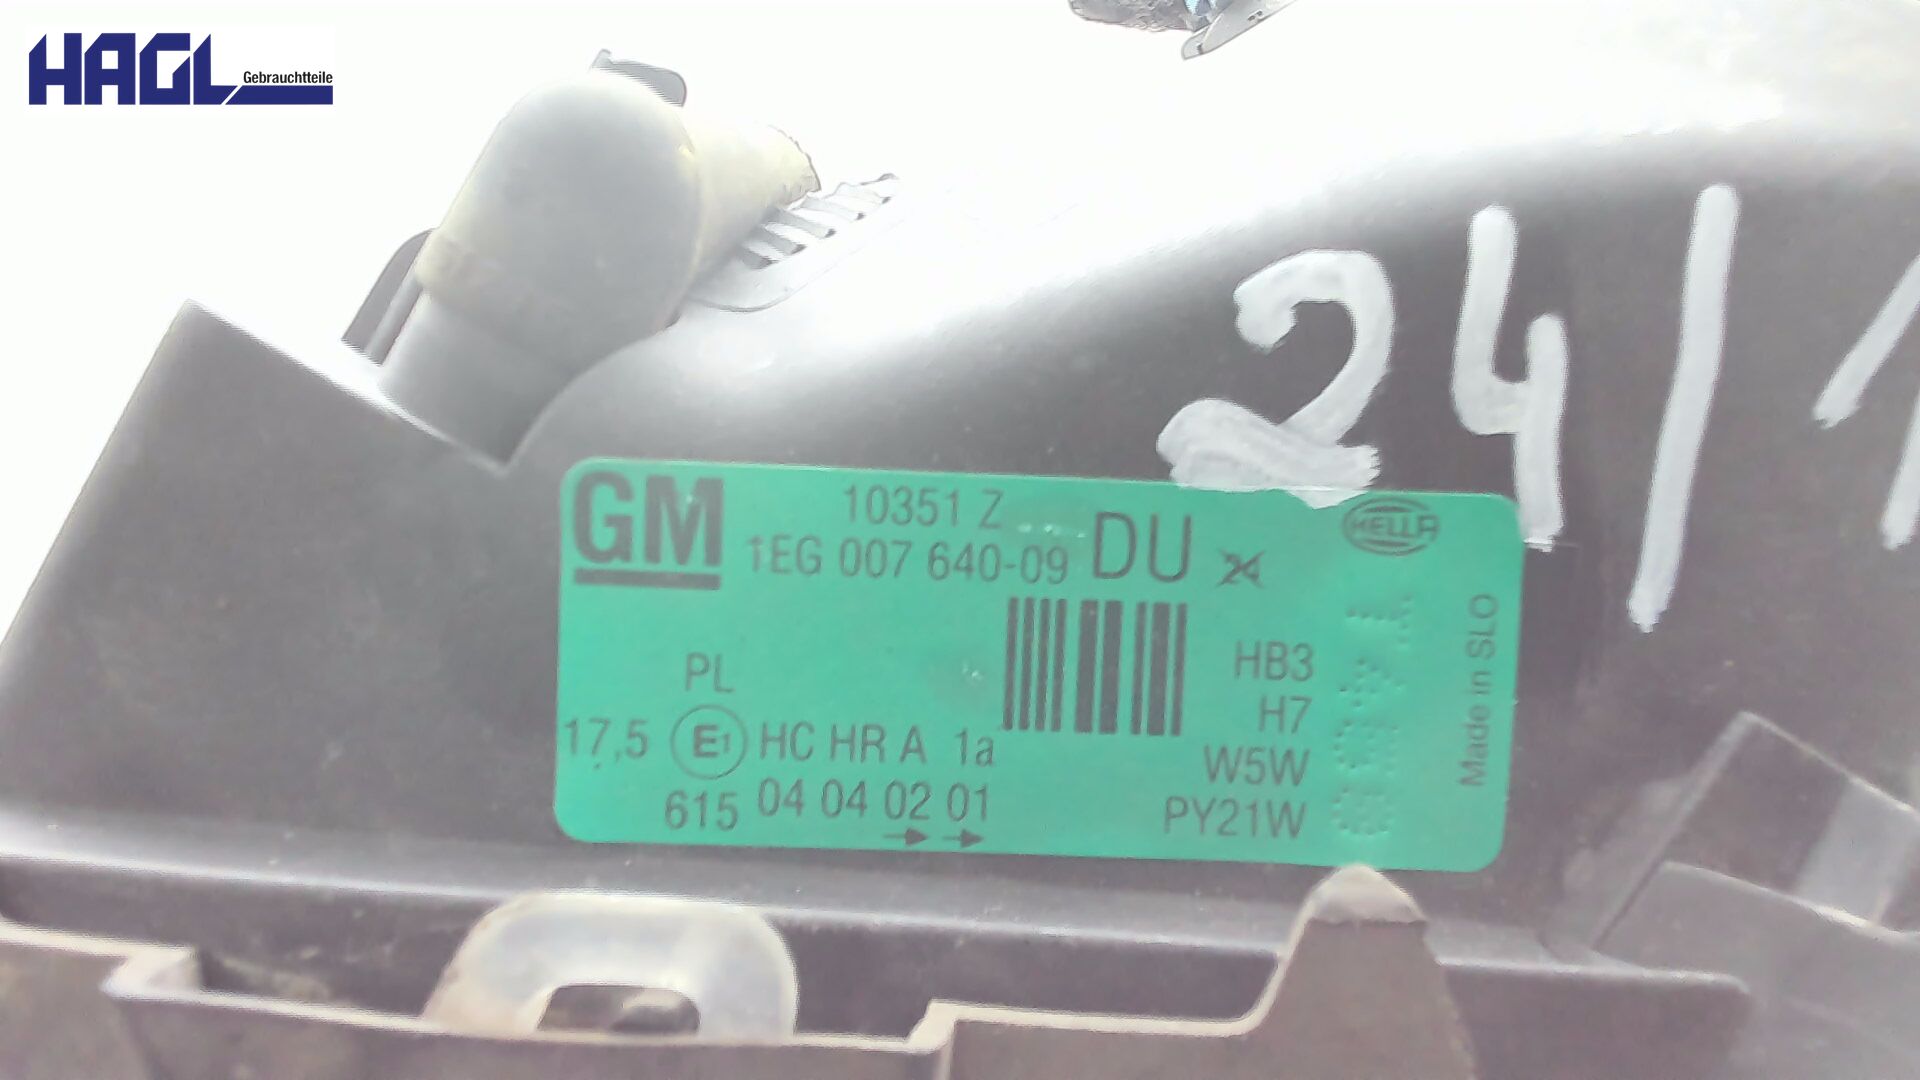 HAGL Gebrauchtteile
24/1
GM
10351 Z
1EG 007 640-09 DU
HELLA
PL
17,5 E1 HC HR A 1a
615 04 04 02 01
HB3
H7
W5W
PY21W
Made in SLO